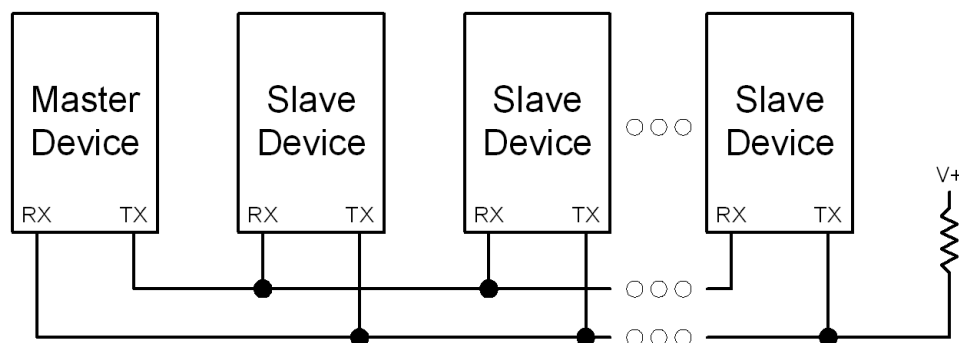 Master
Device
Slave
Device
Slave
Device
Slave
Device
RX TX
RX TX
RX TX
RX TX
V+